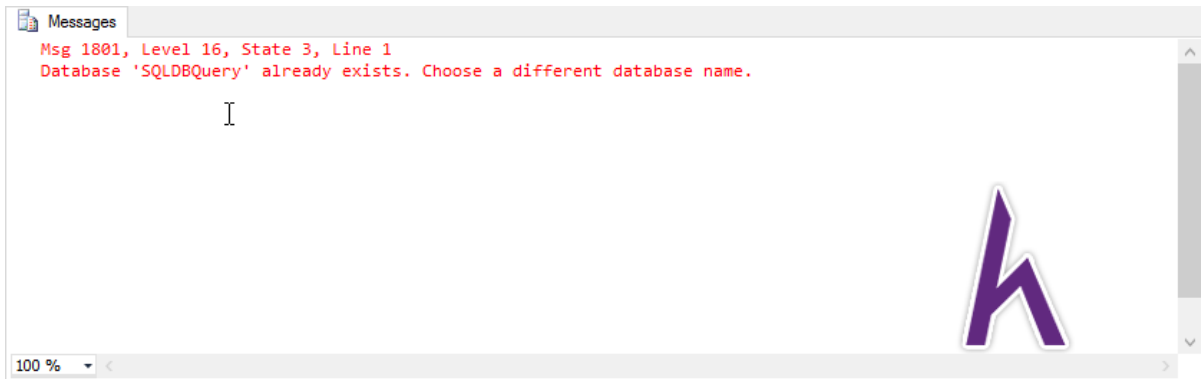 Messages
Msg 1801, Level 16, State 3, Line 1
Database 'SQLDBQuery' already exists. Choose a different database name.
100 %